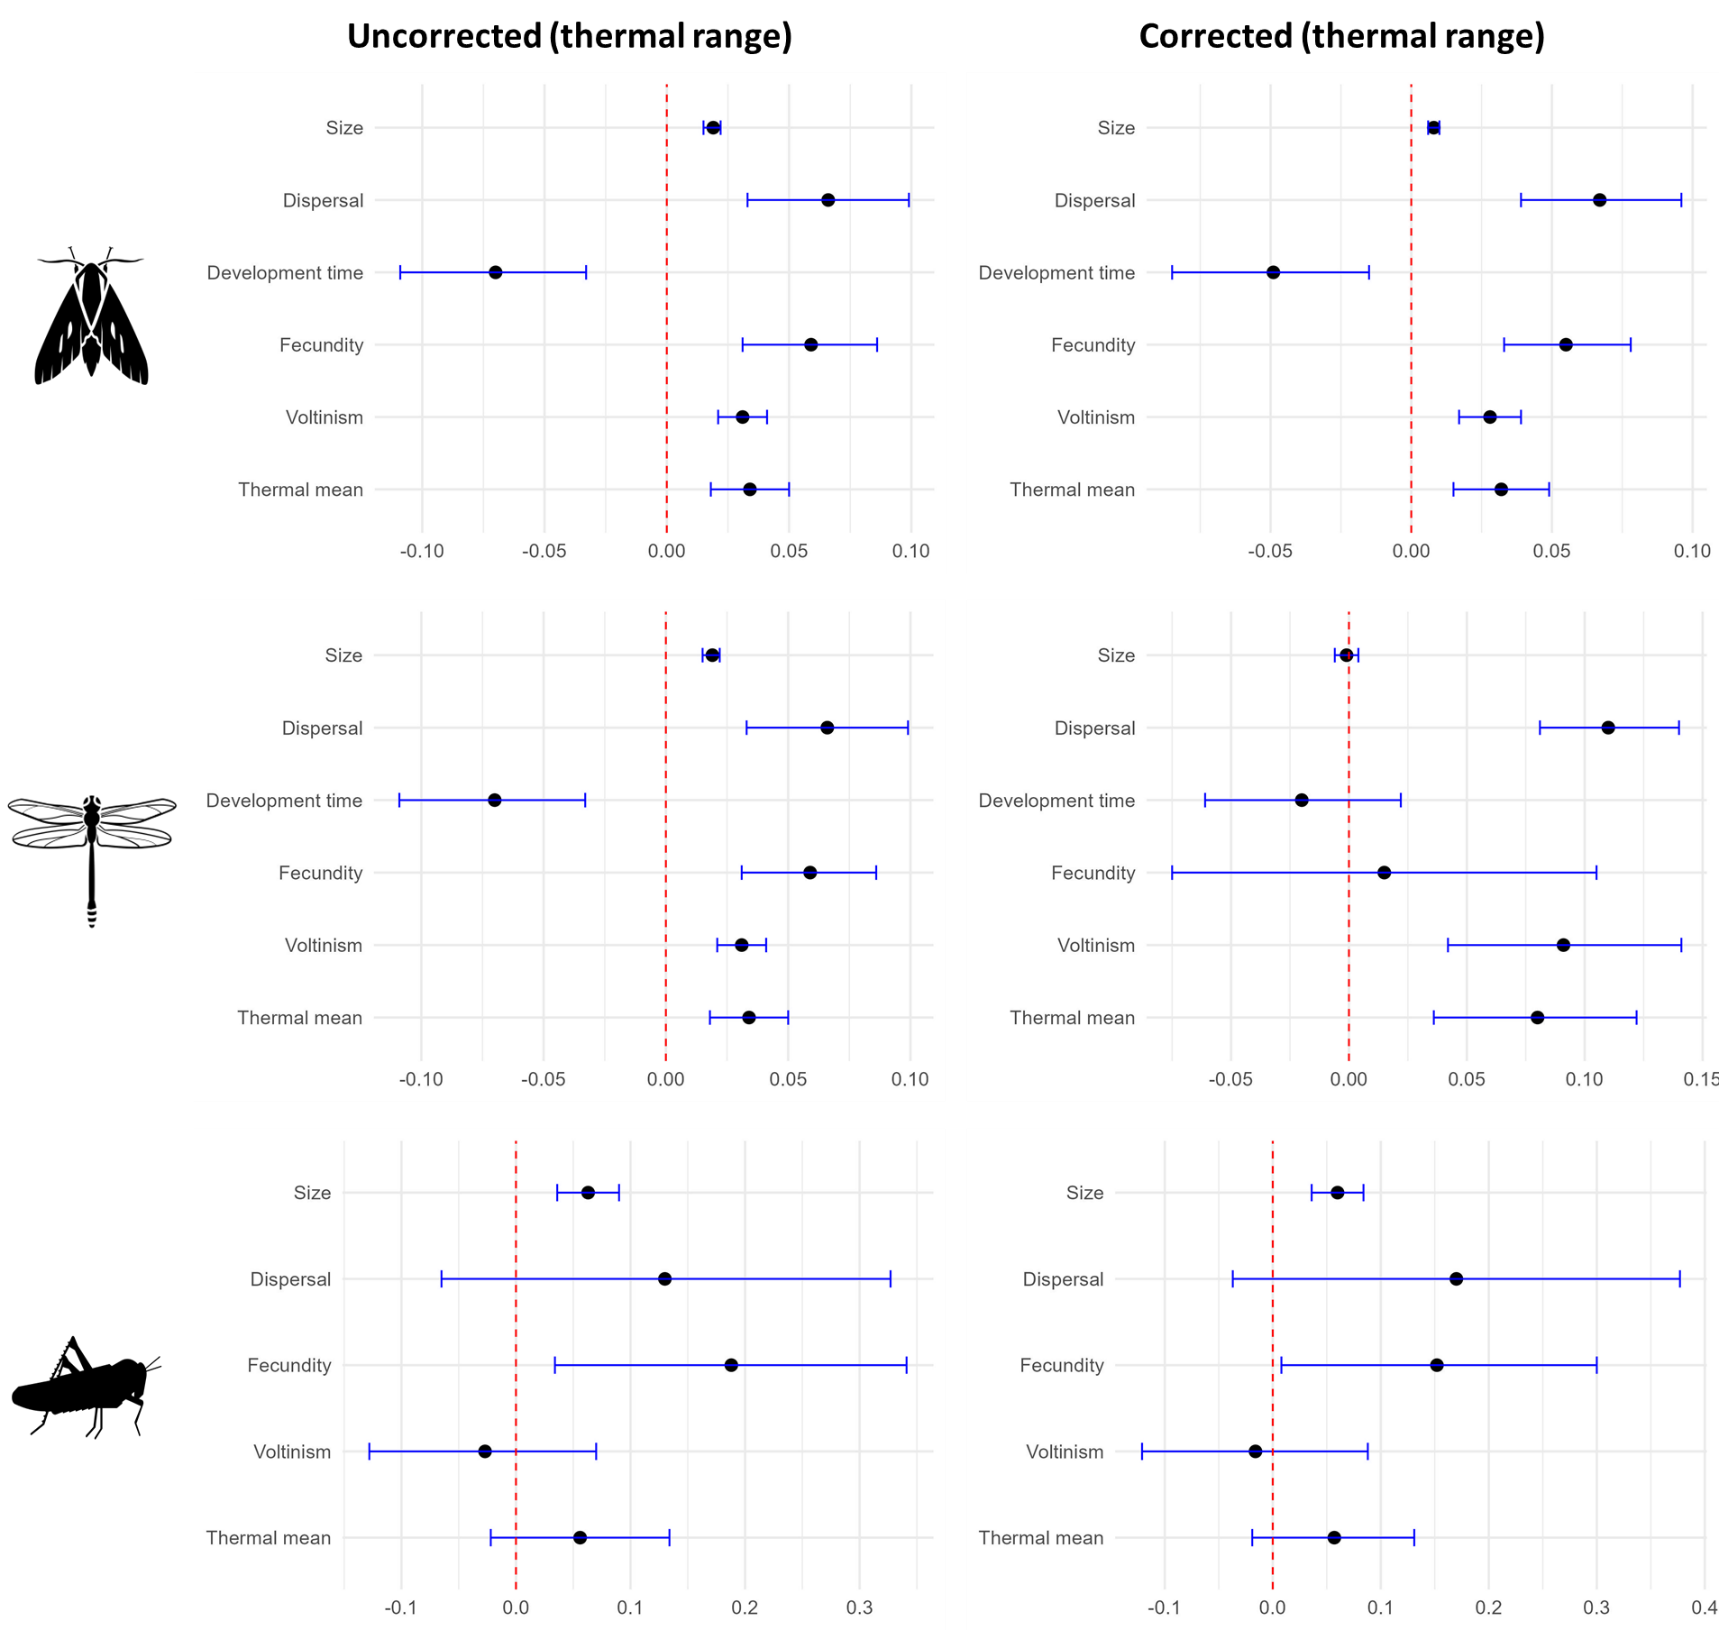 Uncorrected (thermal range)
Corrected (thermal range)
Size
Dispersal
Development time
Fecundity
Voltinism
Thermal mean
-0.10 -0.05 0.00 0.05 0.10
Size
Dispersal
Development time
Fecundity
Voltinism
Thermal mean
-0.05 0.00 0.05 0.10
Size
Dispersal
Development time
Fecundity
Voltinism
Thermal mean
-0.10 -0.05 0.00 0.05 0.10
Size
Dispersal
Development time
Fecundity
Voltinism
Thermal mean
-0.05 0.00 0.05 0.10 0.15
Size
Dispersal
Fecundity
Voltinism
Thermal mean
-0.1 0.0 0.1 0.2 0.3
Size
Dispersal
Fecundity
Voltinism
Thermal mean
-0.1 0.0 0.1 0.2 0.3 0.4